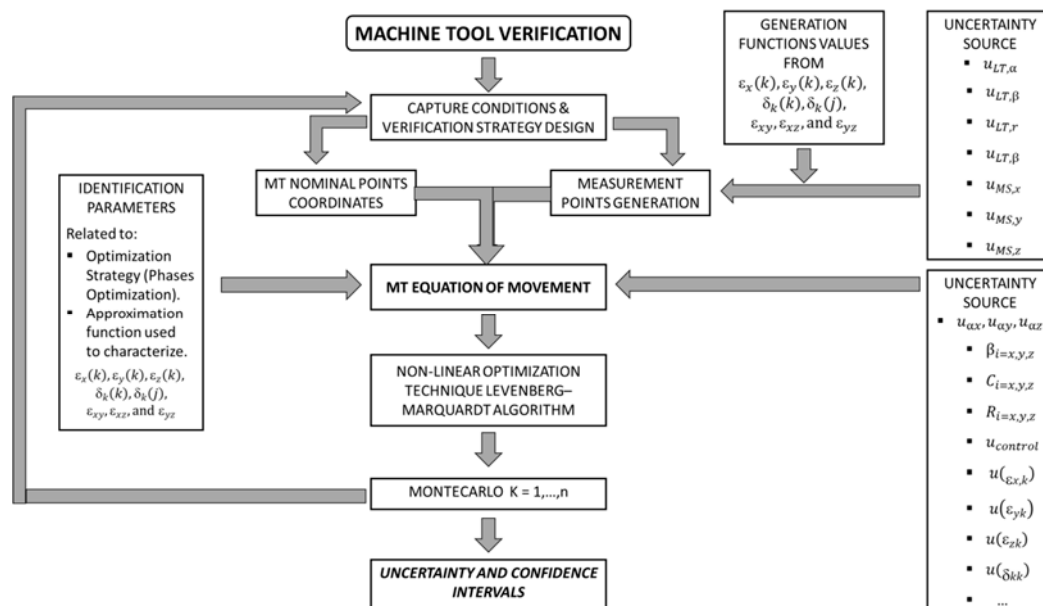 MACHINE TOOL VERIFICATION
CAPTURE CONDITIONS &
VERIFICATION STRATEGY DESIGN
GENERATION
FUNCTIONS VALUES
FROM
εx(k), εy(k), εz(k),
δk(k), δk(j),
εxy, εxz, and εyz
UNCERTAINTY
SOURCE
▪ uLT,α
▪ uLT,β
▪ uLT,r
▪ uLT,β
▪ uMS,x
▪ uMS,y
▪ uMS,z
MT NOMINAL POINTS
COORDINATES
MEASUREMENT
POINTS GENERATION
IDENTIFICATION
PARAMETERS
Related to:
▪ Optimization
Strategy (Phases
Optimization).
▪ Approximation
function used
to characterize.
εx(k), εy(k), εz(k),
δk(k), δk(j),
εxy, εxz, and εyz
MT EQUATION OF MOVEMENT
UNCERTAINTY
SOURCE
▪ uαx, uαy, uαz
▪ βi=x,y,z
▪ Ci=x,y,z
▪ Ri=x,y,z
▪ ucontrol
▪ u(εx,k)
▪ u(εyk)
▪ u(εzk)
▪ u(δkk)
▪ ...
NON-LINEAR OPTIMIZATION
TECHNIQUE LEVENBERG–
MARQUARDT ALGORITHM
MONTECARLO K = 1,...,n
UNCERTAINTY AND CONFIDENCE
INTERVALS